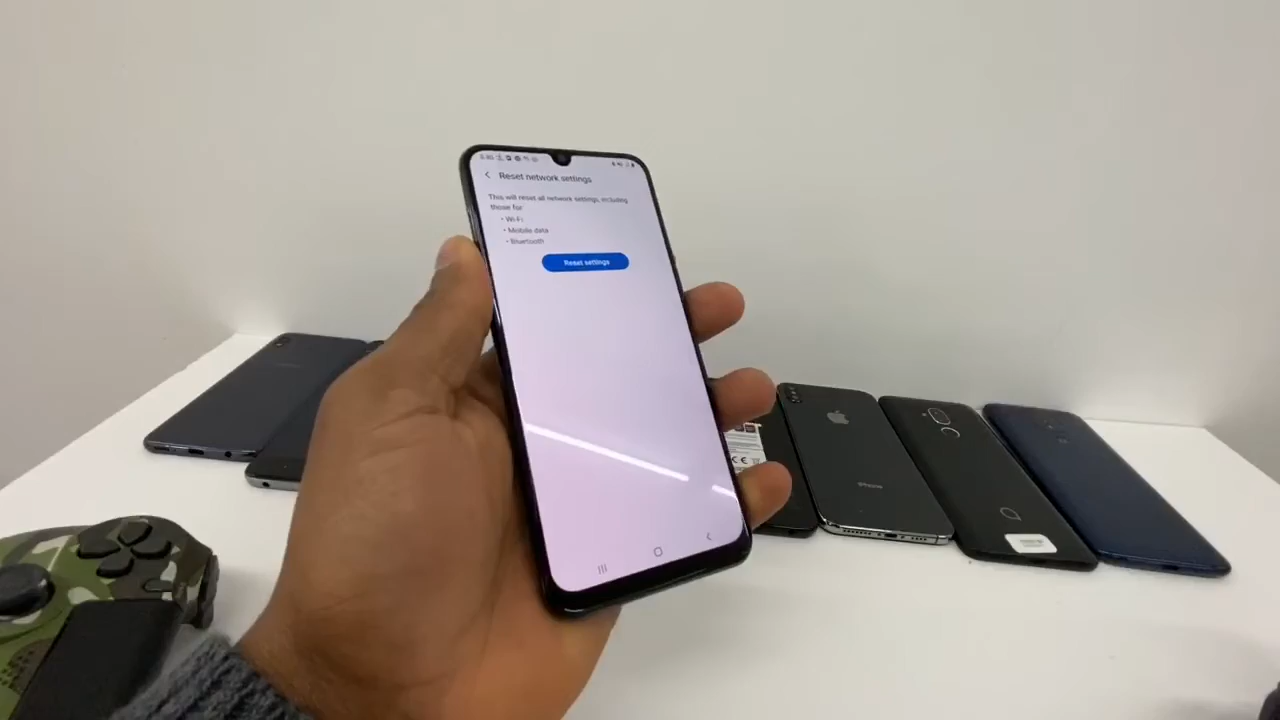 Reset network settings
This will reset all network settings, including
those for:
• Wi-Fi
• Mobile data
• Bluetooth
Reset settings
iPhone
CE